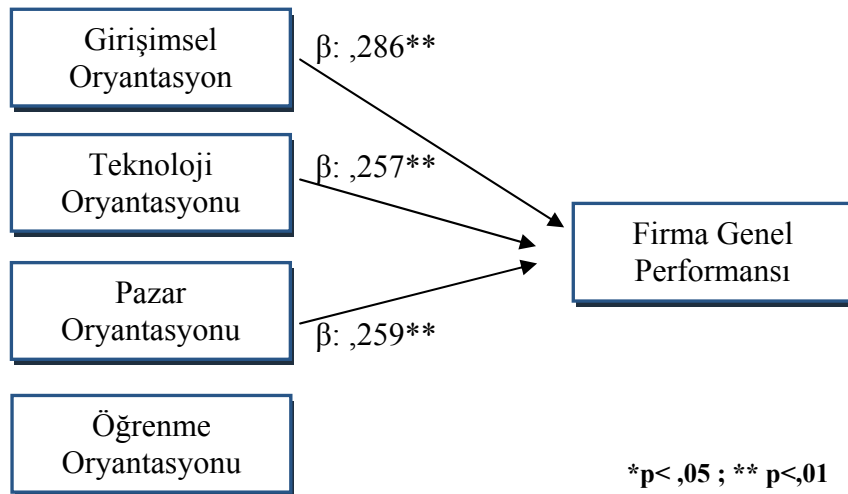 Girişimsel
Oryantasyon
β: ,286**
Teknoloji
Oryantasyonu
β: ,257**
Firma Genel
Performansı
Pazar
Oryantasyonu
β: ,259**
Öğrenme
Oryantasyonu
*p< ,05 ; ** p<,01